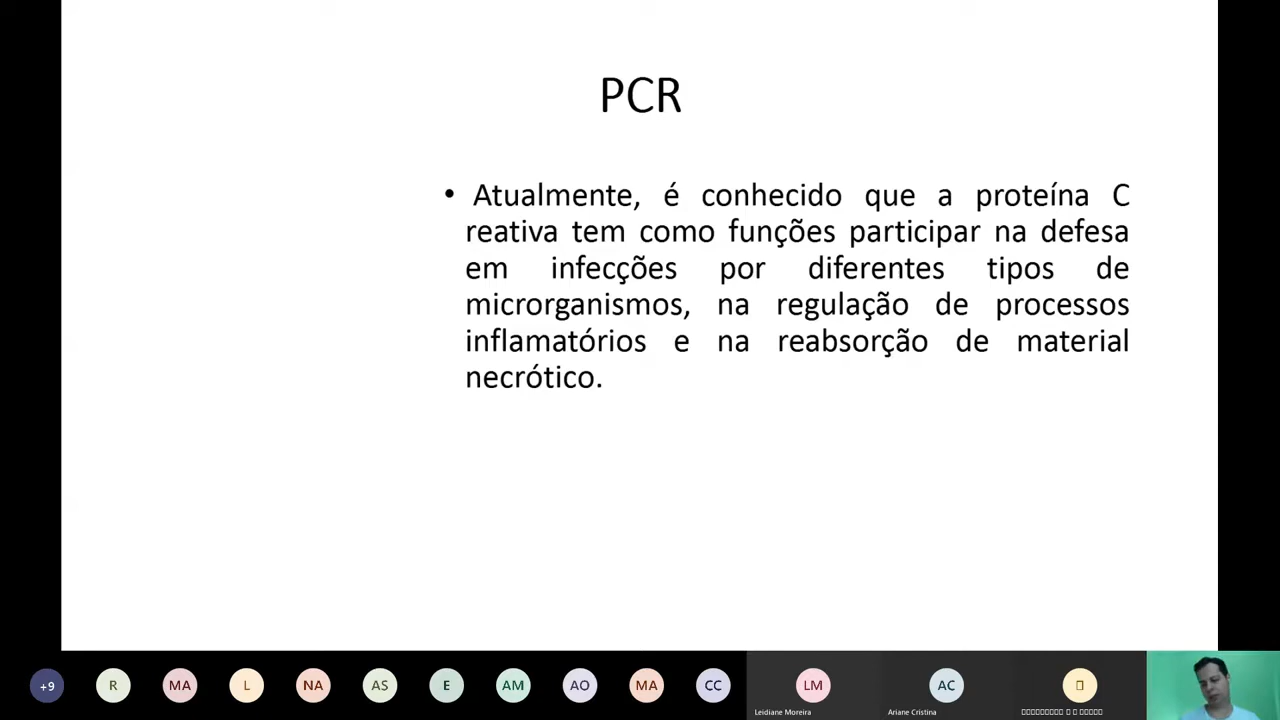 PCR
• Atualmente, é conhecido que a proteína C
reativa tem como funções participar na defesa
em infecções por diferentes tipos de
microrganismos, na regulação de processos
inflamatórios e na reabsorção de material
necrótico.
+9 R MA L NA AS E AM AO MA CC LM AC
Leidiane Moreira Ariane Cristina